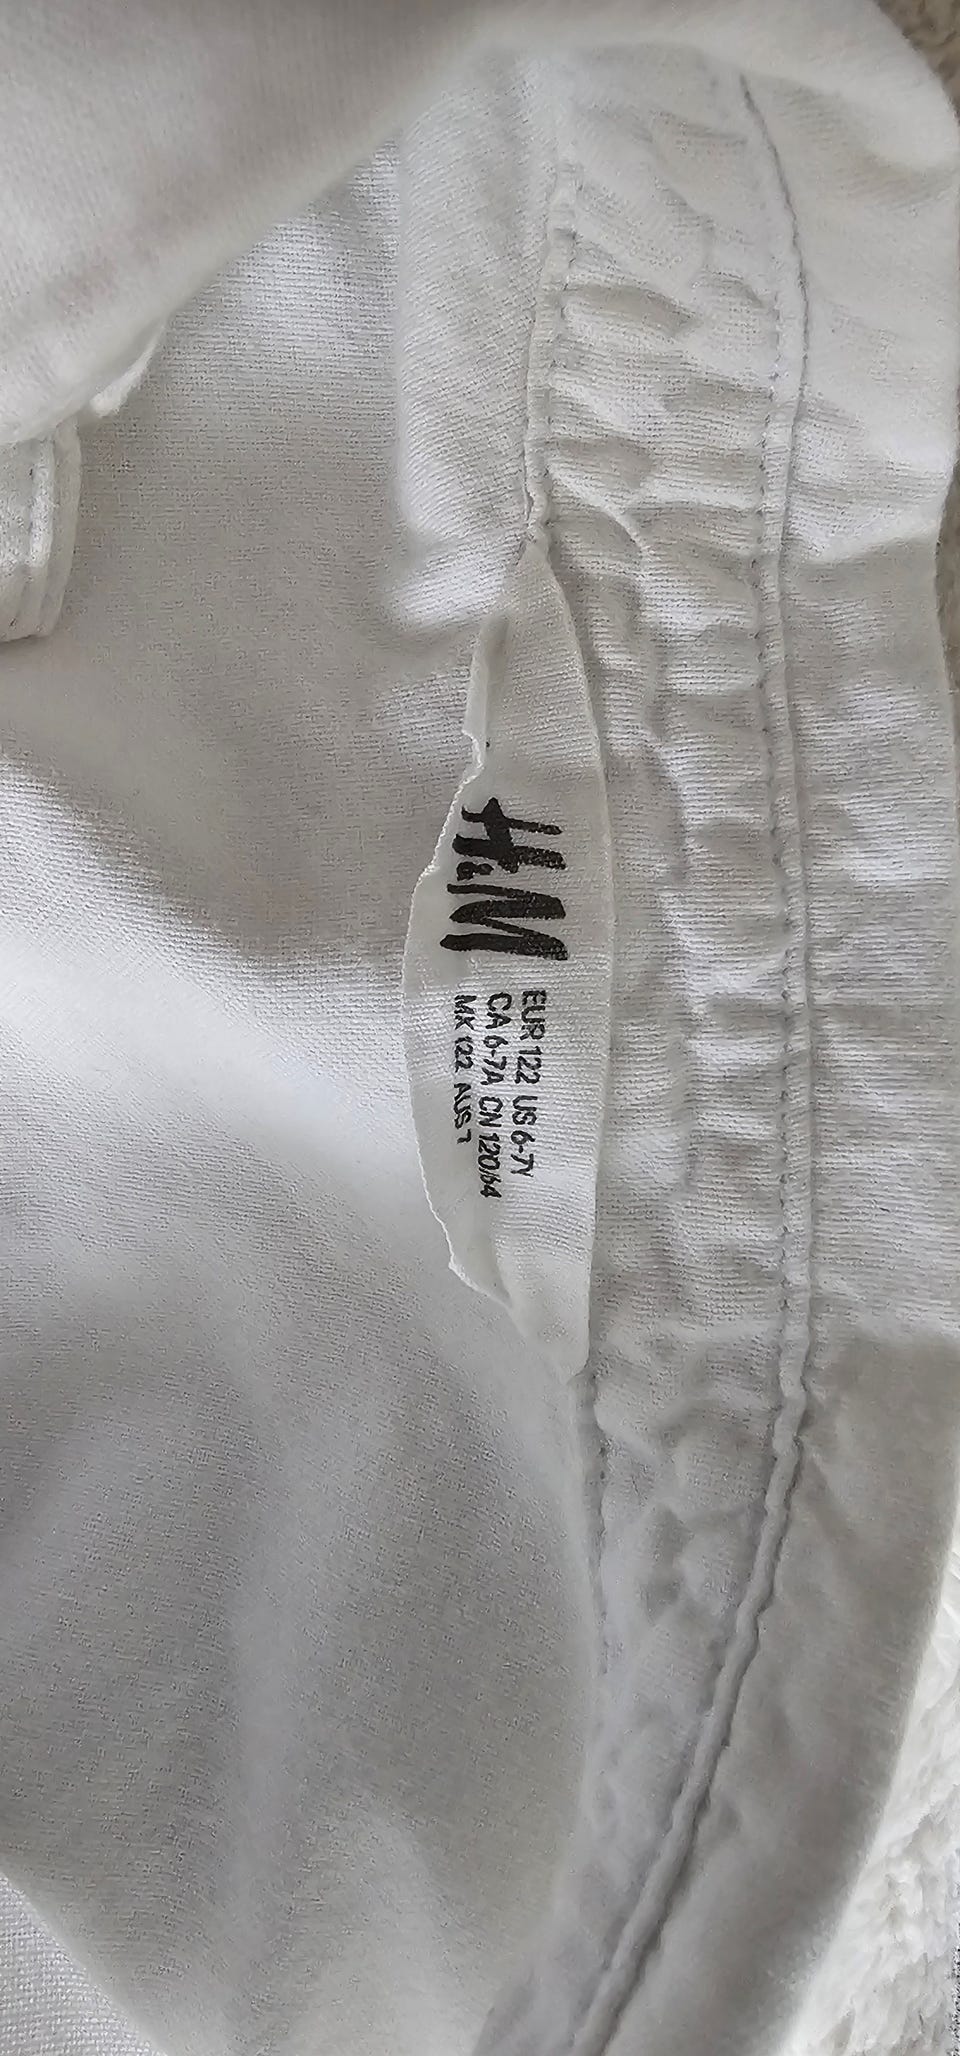 H&M
EUR 122 US 6-7Y
CA 6-7A CN 120/64
MX 122 AUS 7